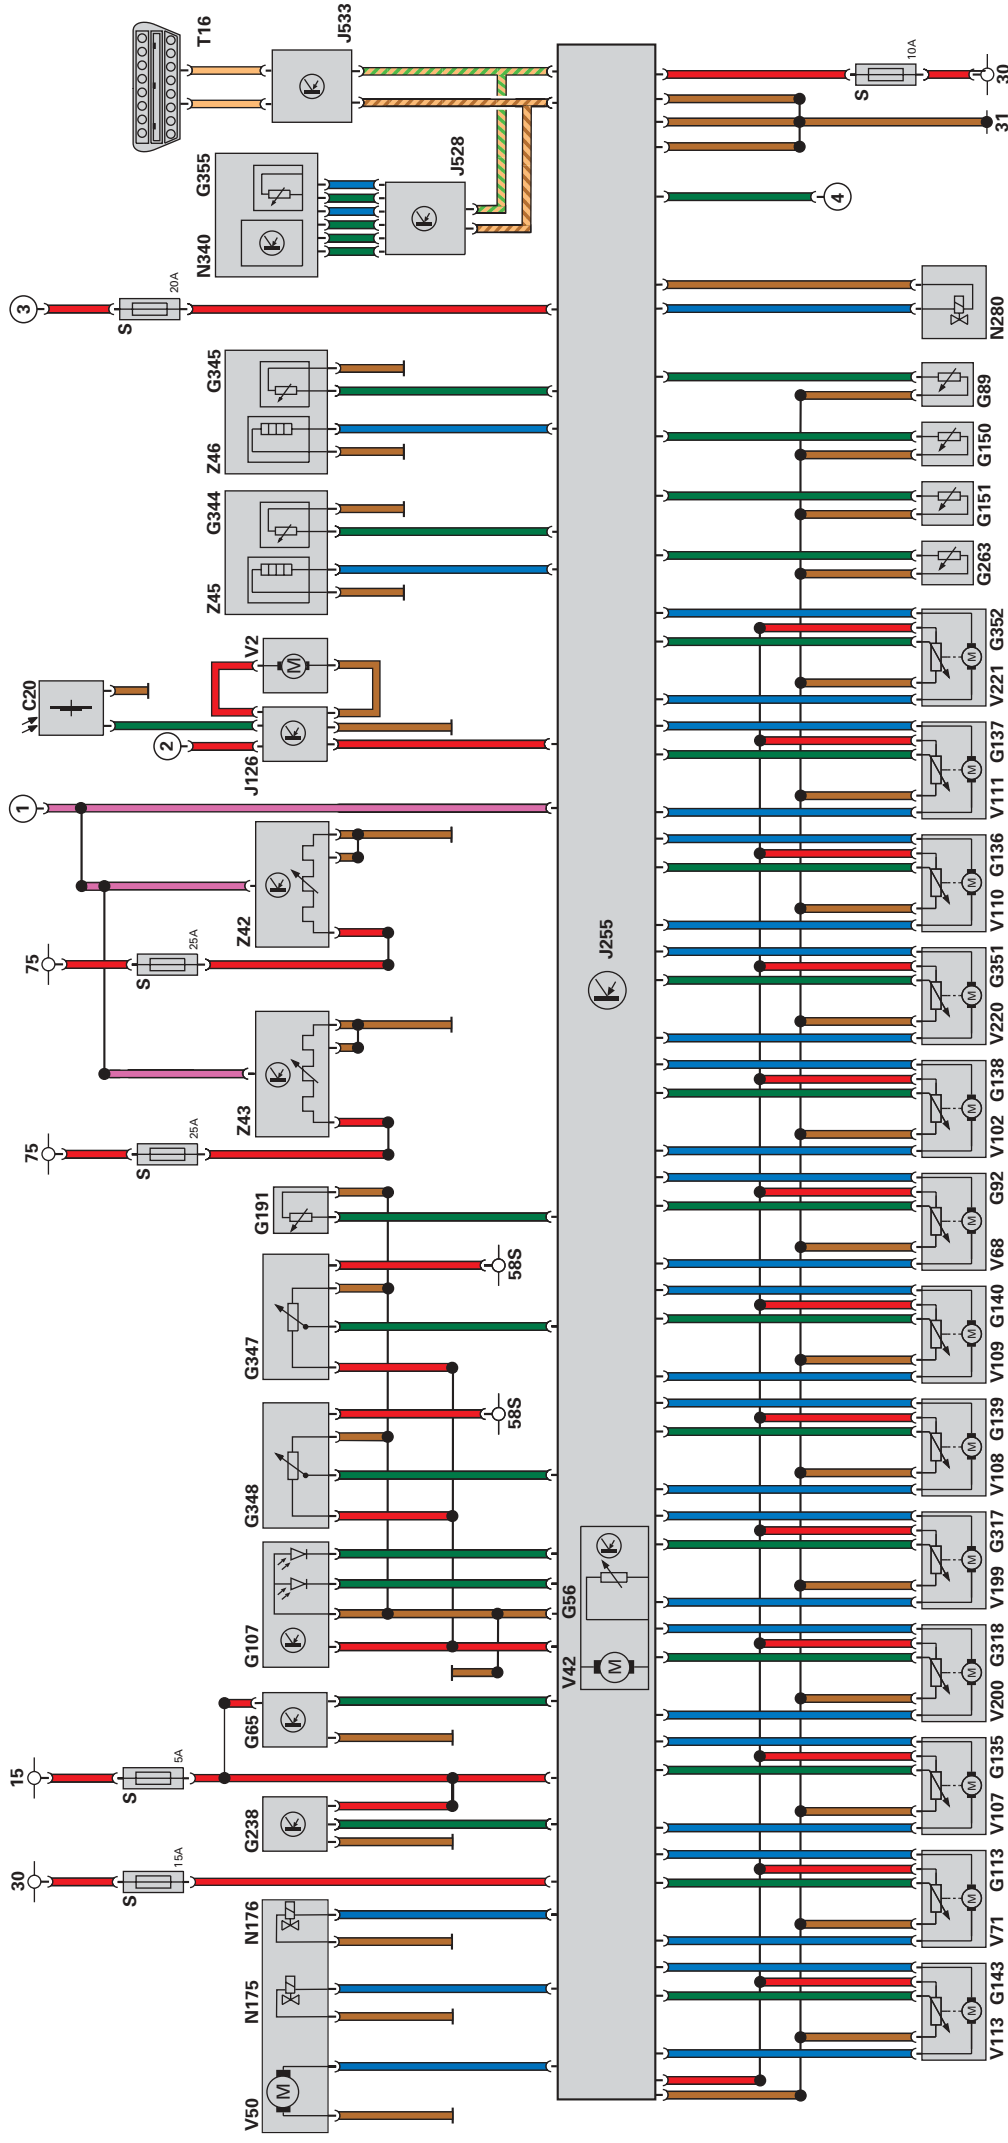 30
15
75
75
1
C20
3
S
15A
S
5A
S
25A
S
25A
2
S
20A
T16
V50
N175
N176
M
G238
G65
G107
G348
G347
G191
Z43
Z42
J126
V2
M
Z45
G344
Z46
G345
N340
G355
J533
J528
58S
58S
V42
G56
M
J255
4
S
10A
V113 G143
M
V71 G113
M
V107 G135
M
V200 G318
M
V199 G317
M
V108 G139
M
V109 G140
M
V68 G92
M
V102 G138
M
V220 G351
M
V110 G136
M
V111 G137
M
V221 G352
M
G263
G151
G150
G89
N280
31
30